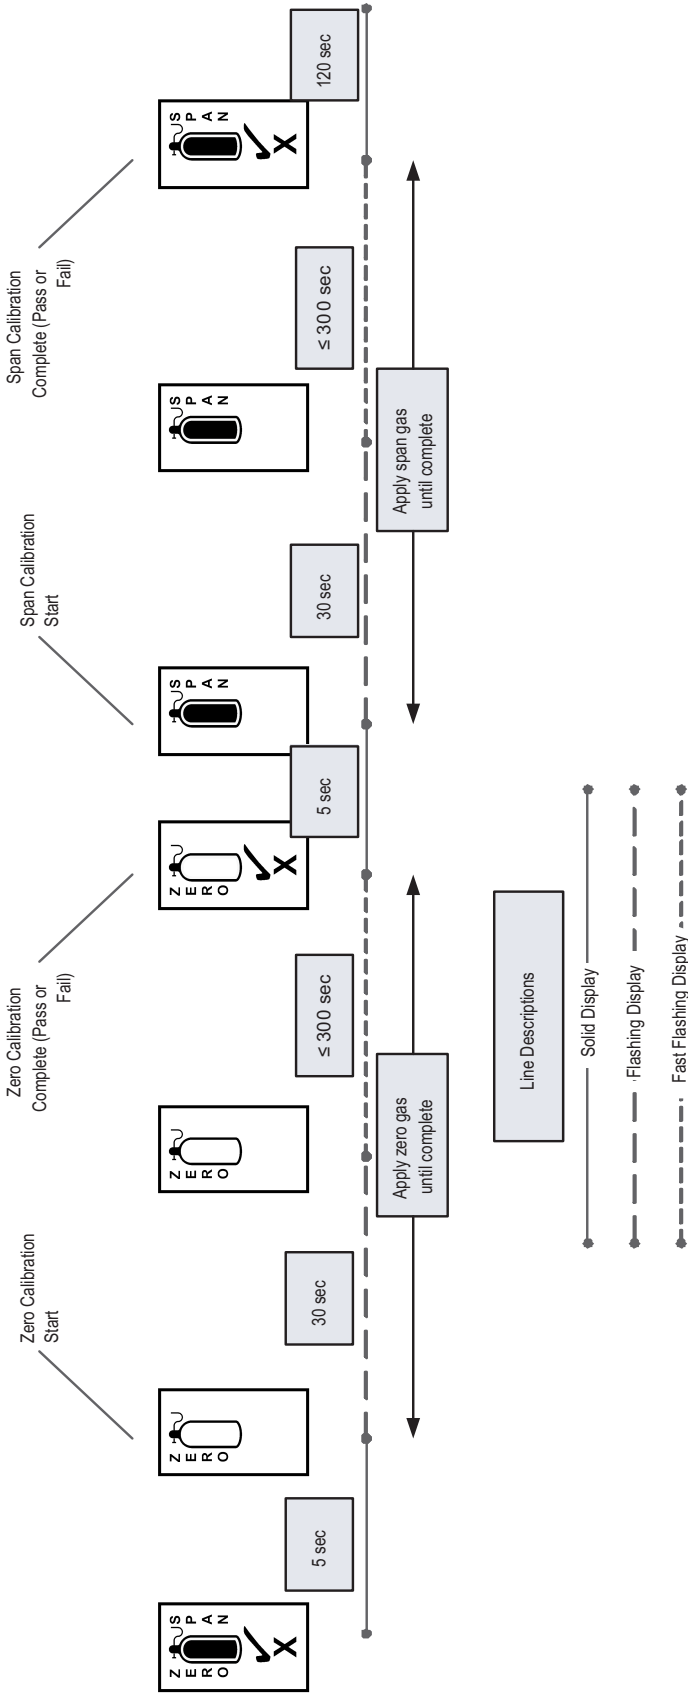 Zero Calibration
Start
Zero Calibration
Complete (Pass or
Fail)
Span Calibration
Start
Span Calibration
Complete (Pass or
Fail)
ZERO
SPAN
✓
X
ZERO
ZERO
ZERO
✓
X
SPAN
SPAN
SPAN
✓
X
5 sec
30 sec
≤ 300 sec
5 sec
30 sec
≤ 300 sec
120 sec
Apply zero gas
until complete
Apply span gas
until complete
Line Descriptions
Solid Display
Flashing Display
Fast Flashing Display